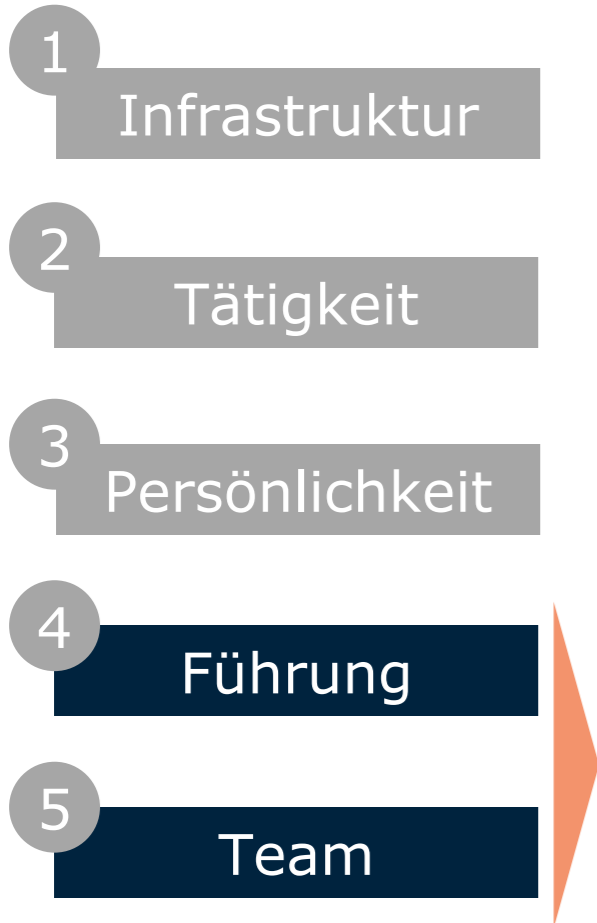 1
Infrastruktur
2
Tätigkeit
3
Persönlichkeit
4
Führung
5
Team